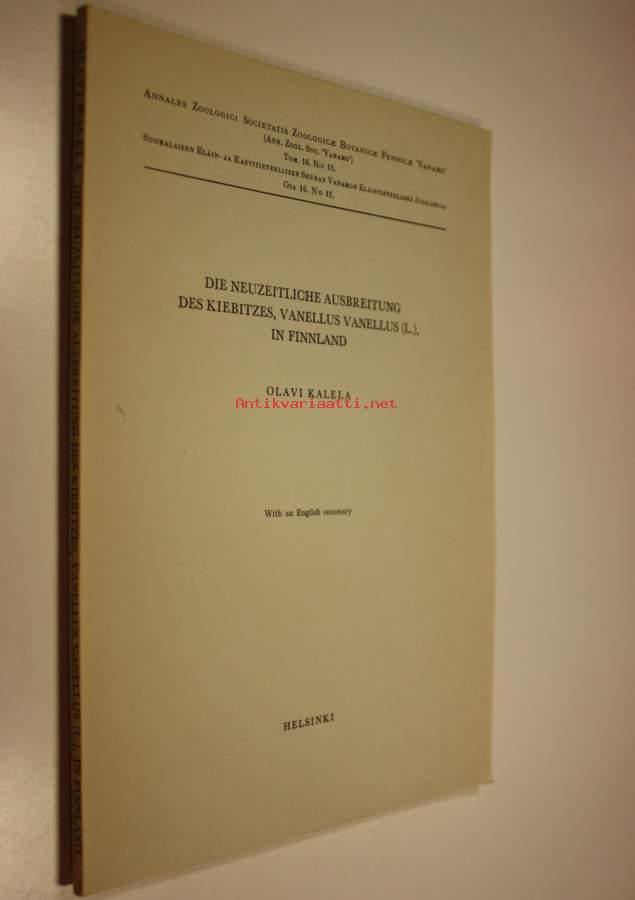 ANNALES ZOOLOGICI SOCIETATIS ZOOLOGICÆ BOTANICÆ FENNICÆ 'VANAMO'
(ANN. ZOOL. SOC. 'VANAMO')
TOM. 16. N:o 11.
SUOMALAISEN ELÄIN- JA KASVITIETEELLISEN SEURAN VANAMON ELÄINTIETEELLISIÄ JULKAISUJA
OSA 16. N:o 11.
DIE NEUZEITLICHE AUSBREITUNG
DES KIEBITZES, VANELLUS VANELLUS (L.),
IN FINNLAND
OLAVI KALELA
Antikvariaatti.net
With an English summary
HELSINKI
OLAVI KALELA, DIE NEUZEITLICHE AUSBREITUNG DES KIEBITZES, VANELLUS VANELLUS (L.), IN FINNLAND